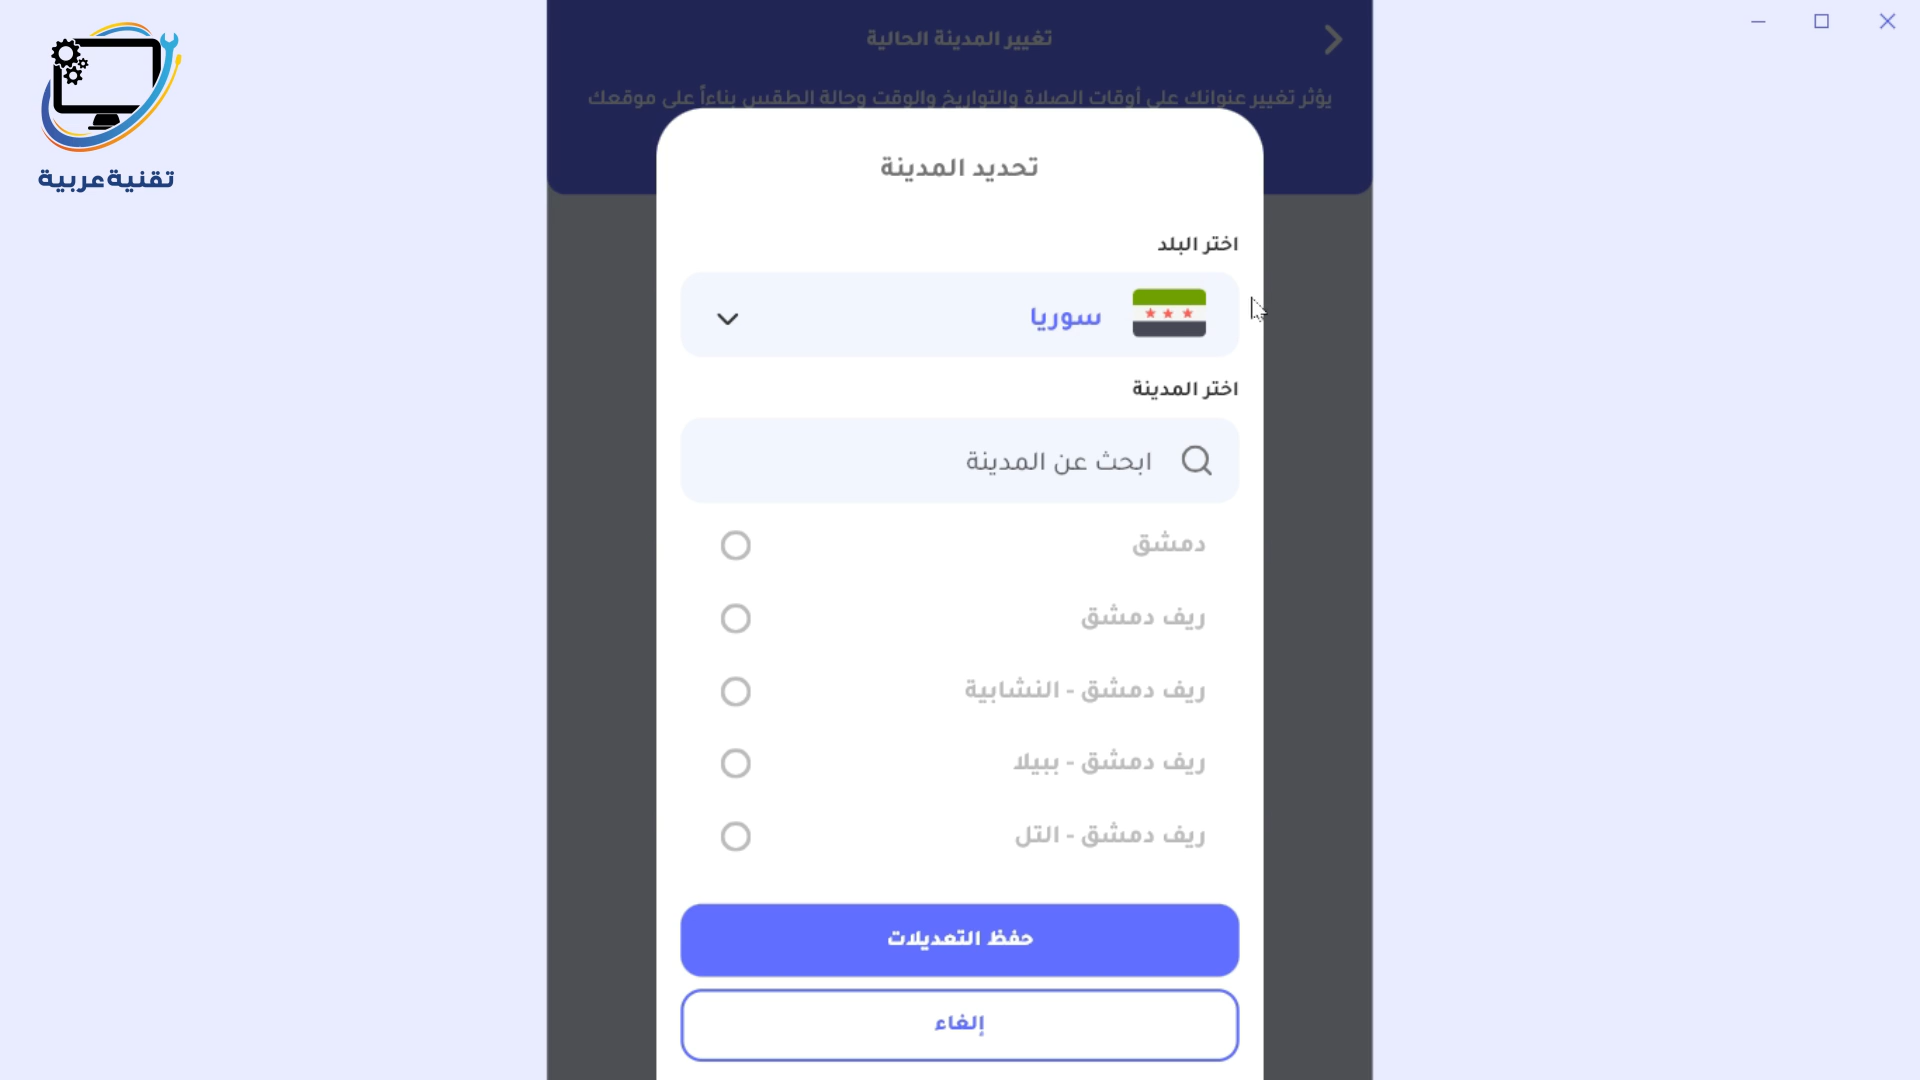 تقنية عربية
تغيير المدينة الحالية
يؤثر تغيير عنوانك على أوقات الصلاة والتواريخ والوقت وحالة الطقس بناءاً على موقعك
تحديد المدينة
اختر البلد
سوريا
اختر المدينة
ابحث عن المدينة
دمشق
ريف دمشق
ريف دمشق - النشابية
ريف دمشق - ببيلا
ريف دمشق - التل
حفظ التعديلات
إلغاء